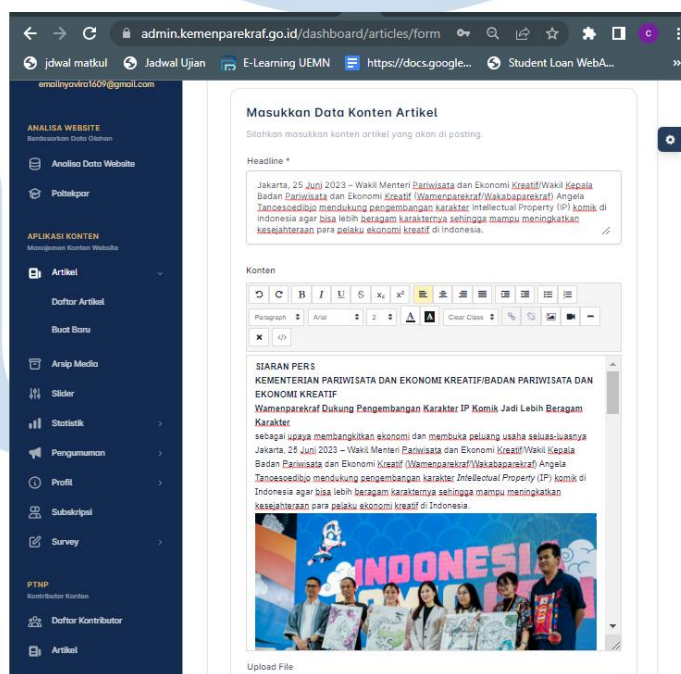 admin.kemenparekraf.go.id/dashboard/articles/form
jdwal matkul Jadwal Ujian E-Learning UEMN https://docs.google... Student Loan WebA...
emailnyaviro1609@gmail.com
ANALISA WEBSITE
Berdasarkan Data Olahan
Analisa Data Website
Poltekpar
APLIKASI KONTEN
Manajemen Konten Website
Artikel
Daftar Artikel
Buat Baru
Arsip Media
Slider
Statistik
Pengumuman
Profil
Subskripsi
Survey
PTNP
Kontributor Konten
Daftar Kontributor
Artikel
Masukkan Data Konten Artikel
Silahkan masukkan konten artikel yang akan di posting.
Headline *
Jakarta, 25 Juni 2023 – Wakil Menteri Pariwisata dan Ekonomi Kreatif/Wakil Kepala
Badan Pariwisata dan Ekonomi Kreatif (Wamenparekraf/Wakabaparekraf) Angela
Tanoesoedibjo mendukung pengembangan karakter Intellectual Property (IP) komik di
Indonesia agar bisa lebih beragam karakternya sehingga mampu meningkatkan
kesejahteraan para pelaku ekonomi kreatif di Indonesia.
Konten
B I U S x₂ x²
Paragraph Arial 2 A A Clear Class
SIARAN PERS
KEMENTERIAN PARIWISATA DAN EKONOMI KREATIF/BADAN PARIWISATA DAN
EKONOMI KREATIF
Wamenparekraf Dukung Pengembangan Karakter IP Komik Jadi Lebih Beragam
Karakter
sebagai upaya membangkitkan ekonomi dan membuka peluang usaha seluas-luasnya
Jakarta, 25 Juni 2023 – Wakil Menteri Pariwisata dan Ekonomi Kreatif/Wakil Kepala
Badan Pariwisata dan Ekonomi Kreatif (Wamenparekraf/Wakabaparekraf) Angela
Tanoesoedibjo mendukung pengembangan karakter Intellectual Property (IP) komik di
Indonesia agar bisa lebih beragam karakternya sehingga mampu meningkatkan
kesejahteraan para pelaku ekonomi kreatif di Indonesia.
INDONESIA
Upload File